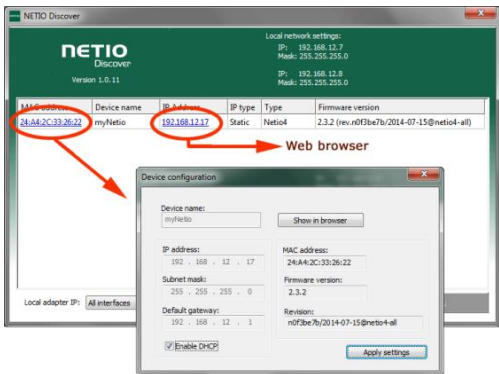 NETIO Discover
NETIO
Discover
Version 1.0.11
Local network settings:
IP: 192.168.12.7
Mask: 255.255.255.0
IP: 192.168.12.8
Mask: 255.255.255.0
MAC address Device name IP Address IP type Type Firmware version
24:A4:2C:33:26:22 myNetio 192.168.12.17 Static Netio4 2.3.2 (rev.n0f3be7b/2014-07-15@netio4-all)
Web browser
Device configuration
Device name:
myNetio Show in browser
IP address: MAC address:
192 . 168 . 12 . 17 24:A4:2C:33:26:22
Subnet mask: Firmware version:
255 . 255 . 255 . 0 2.3.2
Default gateway: Revision:
192 . 168 . 12 . 1 n0f3be7b/2014-07-15@netio4-all
Local adapter IP: All interfaces
Enable DHCP
Apply settings